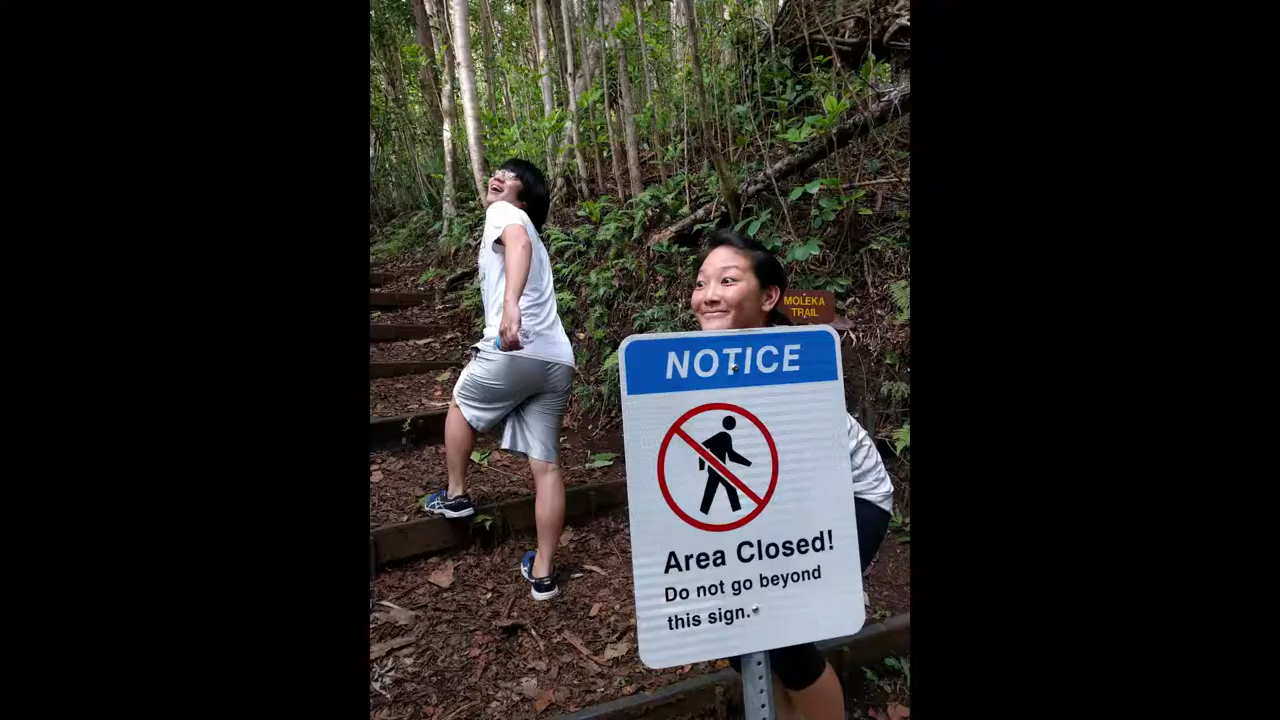 MOLEKA
TRAIL
NOTICE
Area Closed!
Do not go beyond
this sign.